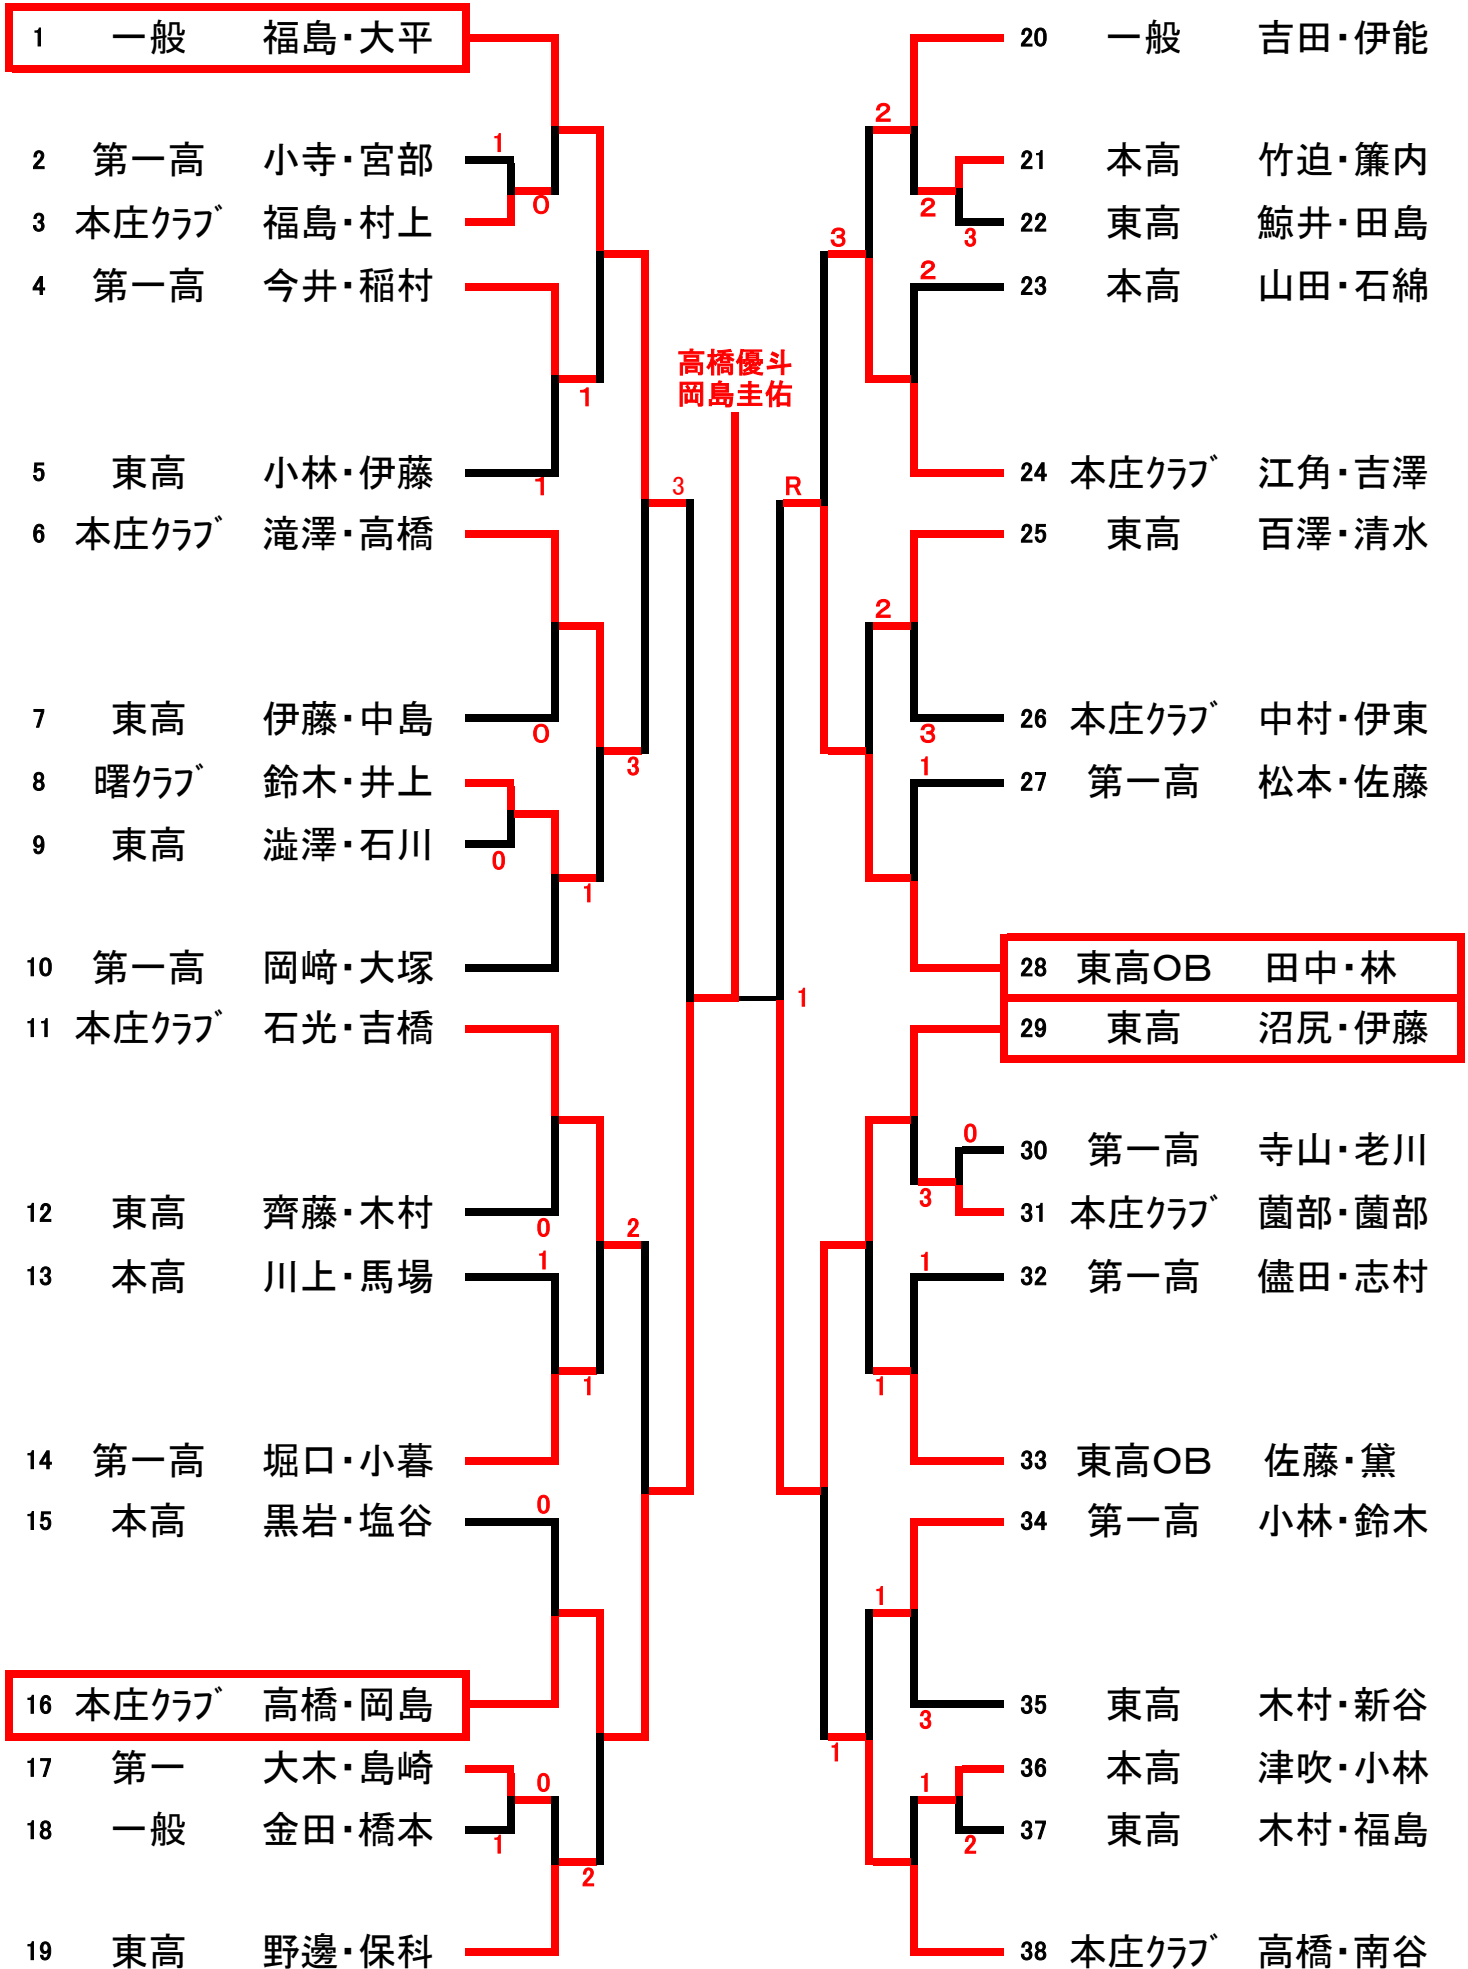 1 一般 福島・大平
1
2 第一高 小寺・宮部
0
3 本庄ｸﾗﾌﾞ 福島・村上
4 第一高 今井・稲村
1
5 東高 小林・伊藤
1
3
6 本庄ｸﾗﾌﾞ 滝澤・高橋
7 東高 伊藤・中島
0
3
8 曙ｸﾗﾌﾞ 鈴木・井上
9 東高 澁澤・石川
0
1
10 第一高 岡﨑・大塚
11 本庄ｸﾗﾌﾞ 石光・吉橋
12 東高 齊藤・木村
0
2
1
13 本高 川上・馬場
1
14 第一高 堀口・小暮
0
15 本高 黒岩・塩谷
16 本庄ｸﾗﾌﾞ 高橋・岡島
17 第一 大木・島崎
0
18 一般 金田・橋本
1
2
19 東高 野邊・保科
高橋優斗
岡島圭佑
1
20 一般 吉田・伊能
2
21 本高 竹迫・簾内
2
22 東高 鯨井・田島
3
3
2
23 本高 山田・石綿
24 本庄ｸﾗﾌﾞ 江角・吉澤
R
25 東高 百澤・清水
2
26 本庄ｸﾗﾌﾞ 中村・伊東
3
1
27 第一高 松本・佐藤
28 東高ＯＢ 田中・林
29 東高 沼尻・伊藤
0
30 第一高 寺山・老川
3
31 本庄ｸﾗﾌﾞ 薗部・薗部
1
32 第一高 儘田・志村
1
33 東高ＯＢ 佐藤・黛
34 第一高 小林・鈴木
1
35 東高 木村・新谷
3
1
36 本高 津吹・小林
1
37 東高 木村・福島
2
38 本庄ｸﾗﾌﾞ 高橋・南谷